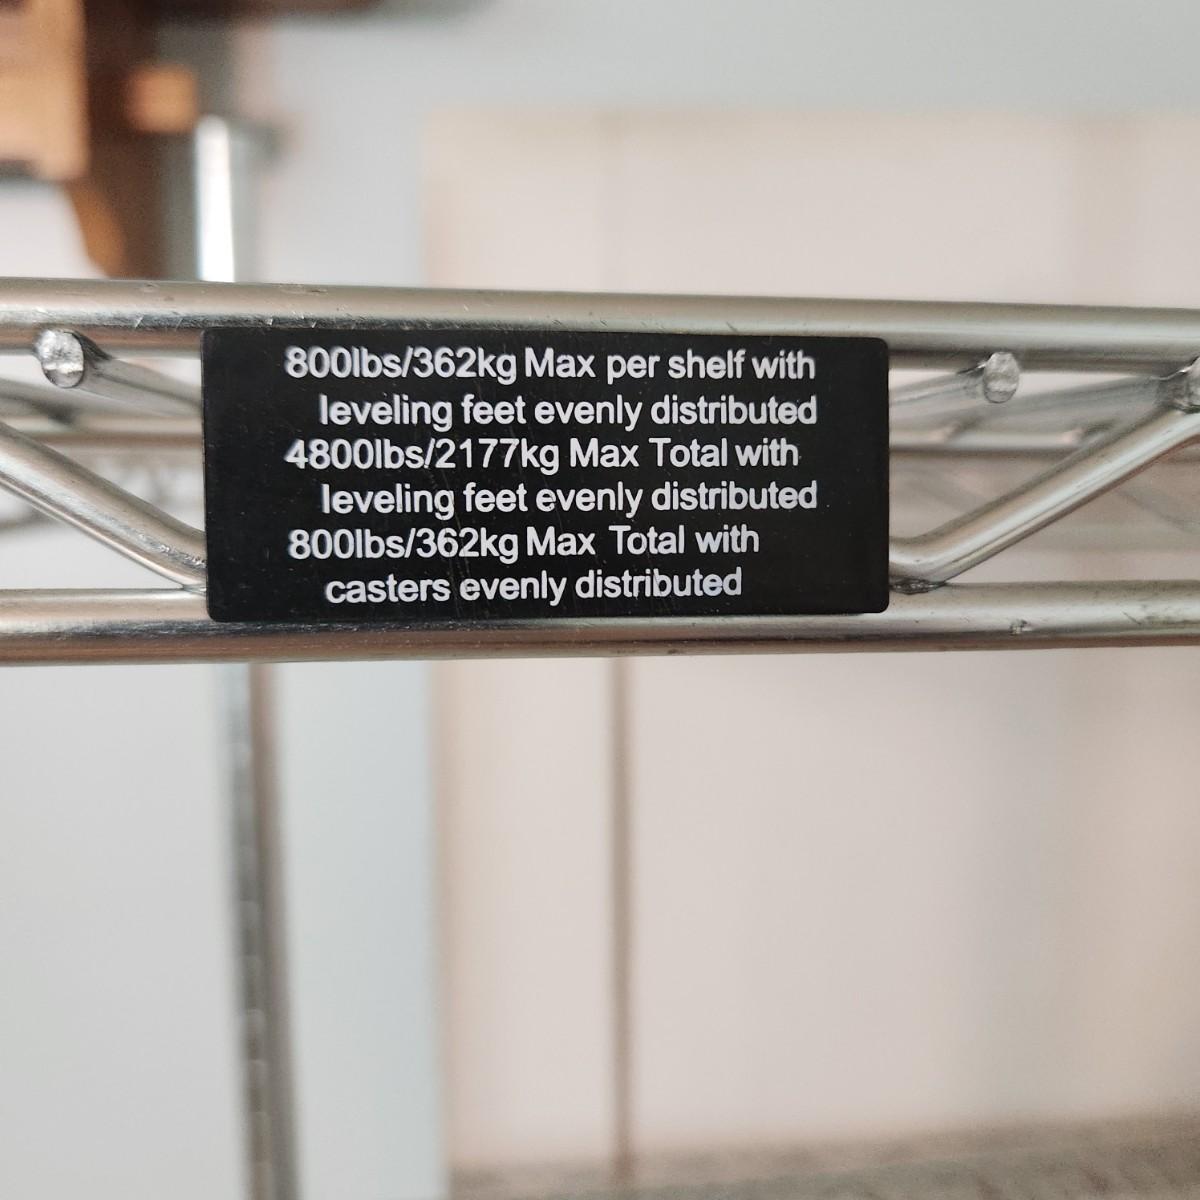 800lbs/362kg Max per shelf with
leveling feet evenly distributed
4800lbs/2177kg Max Total with
leveling feet evenly distributed
800lbs/362kg Max Total with
casters evenly distributed